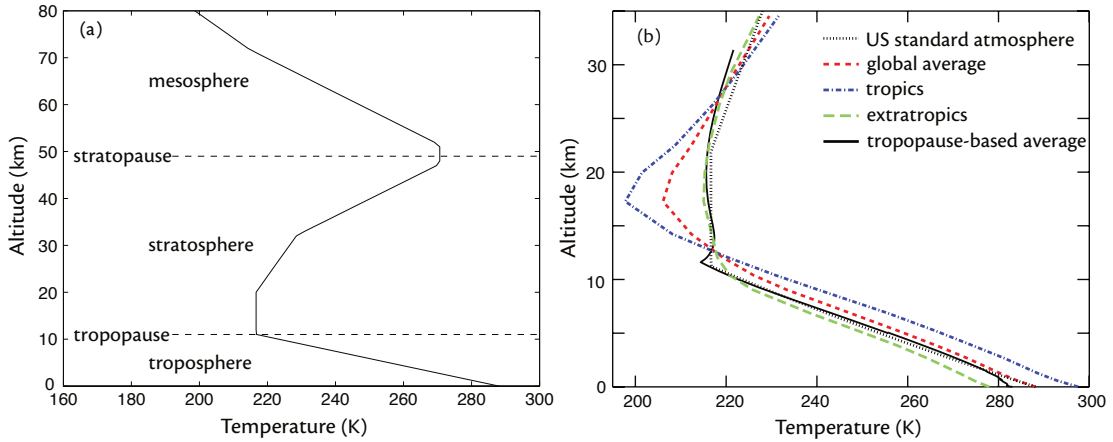 (a)
80
70
60
50
40
30
20
10
0
Altitude (km)
mesosphere
stratopause
stratosphere
tropopause
troposphere
160 180 200 220 240 260 280 300
Temperature (K)
(b)
US standard atmosphere
global average
tropics
extratropics
tropopause-based average
30
20
10
0
Altitude (km)
200 220 240 260 280 300
Temperature (K)